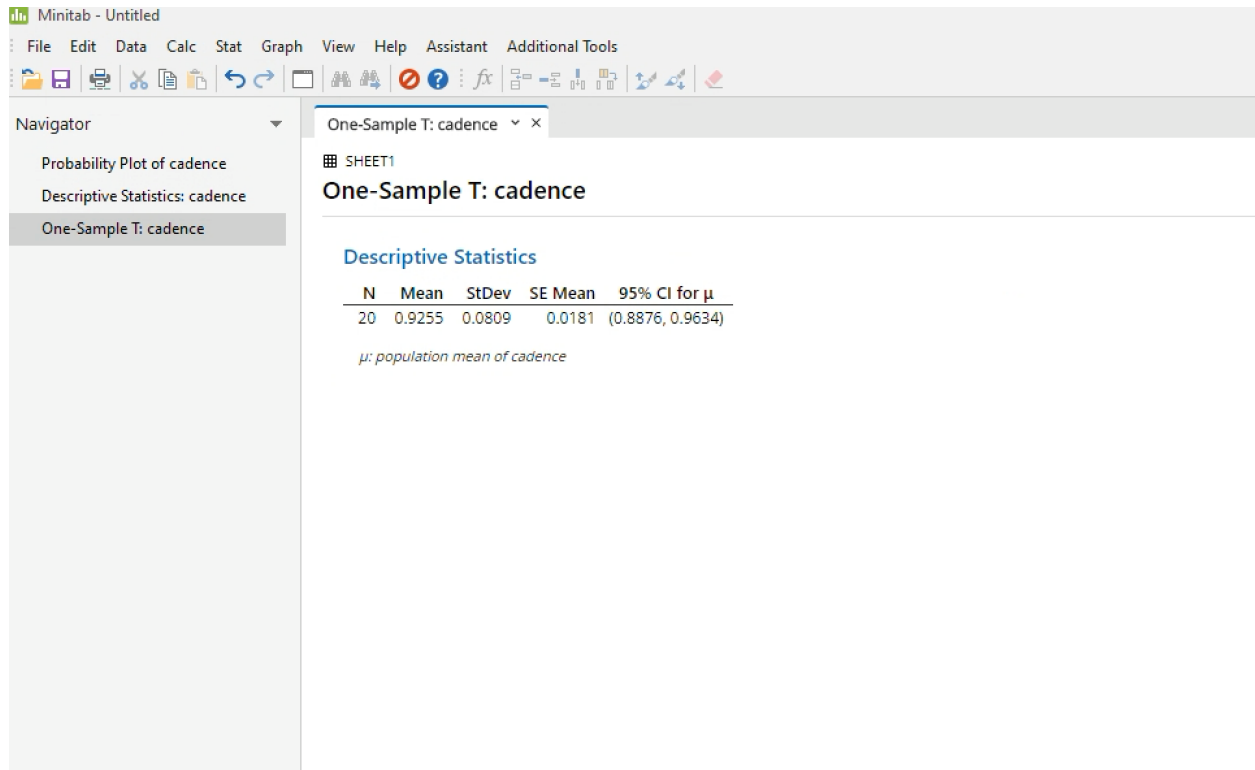 Minitab - Untitled
File Edit Data Calc Stat Graph View Help Assistant Additional Tools
fx
Navigator
Probability Plot of cadence
Descriptive Statistics: cadence
One-Sample T: cadence
One-Sample T: cadence
SHEET1
One-Sample T: cadence
Descriptive Statistics
N Mean StDev SE Mean 95% CI for μ
20 0.9255 0.0809 0.0181 (0.8876, 0.9634)
μ: population mean of cadence